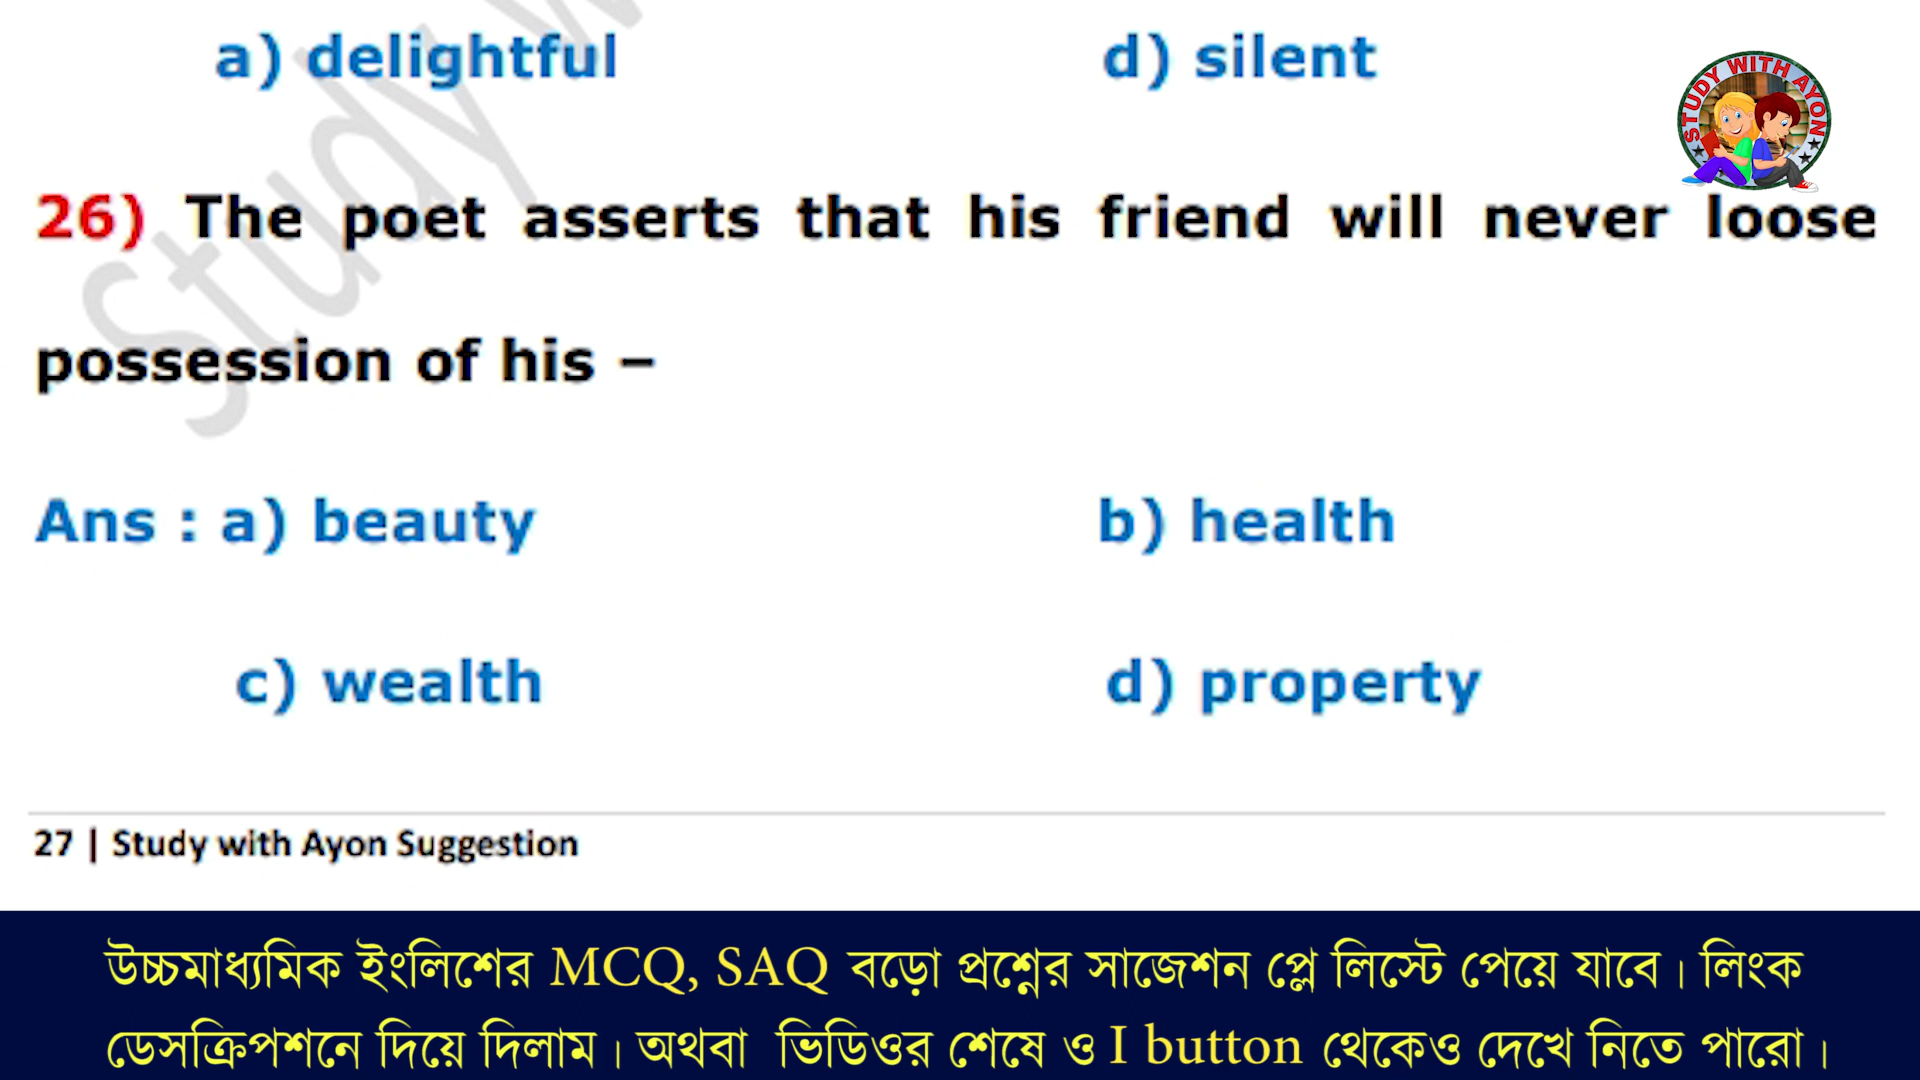 a) delightful d) silent
STUDY WITH AYON
26) The poet asserts that his friend will never loose
possession of his –
Ans : a) beauty b) health
c) wealth d) property
27 | Study with Ayon Suggestion
উচ্চমাধ্যমিক ইংলিশের MCQ, SAQ বড়ো প্রশ্নের সাজেশন প্লে লিস্টে পেয়ে যাবে। লিংক
ডেসক্রিপশনে দিয়ে দিলাম। অথবা ভিডিওর শেষে ও I button থেকেও দেখে নিতে পারো।